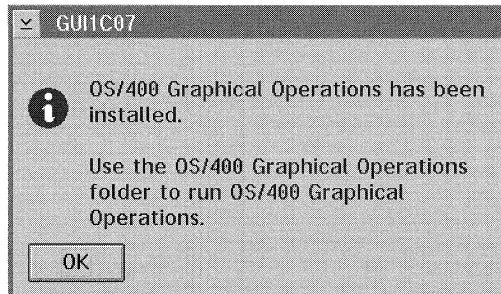 GUI1C07
OS/400 Graphical Operations has been
installed.
Use the OS/400 Graphical Operations
folder to run OS/400 Graphical
Operations.
OK